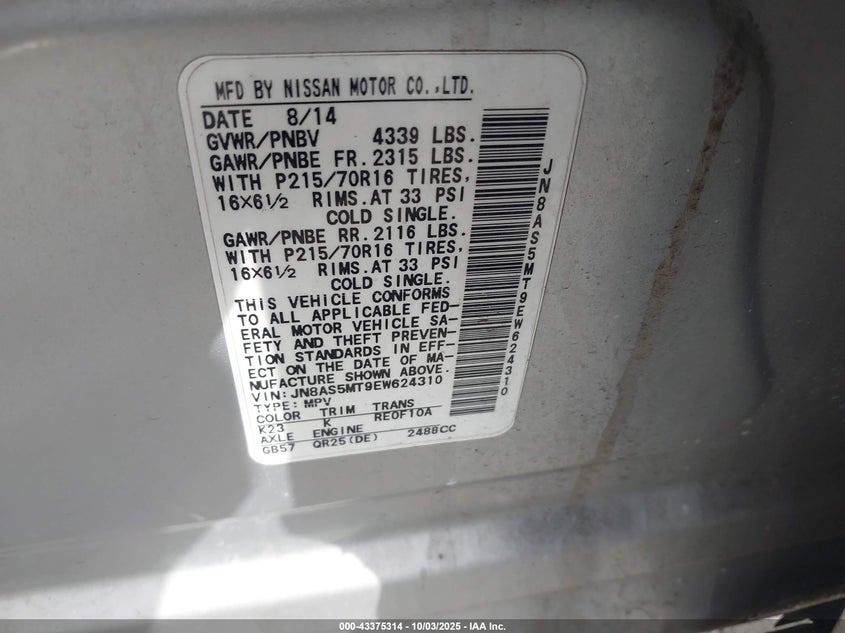 MFD BY NISSAN MOTOR CO.,LTD.
DATE 8/14
GVWR/PNBV 4339 LBS.
GAWR/PNBE FR. 2315 LBS.
WITH P215/70R16 TIRES,
16X6½ RIMS. AT 33 PSI
COLD SINGLE.
GAWR/PNBE RR. 2116 LBS.
WITH P215/70R16 TIRES,
16X6½ RIMS. AT 33 PSI
COLD SINGLE.
THIS VEHICLE CONFORMS
TO ALL APPLICABLE FED-
ERAL MOTOR VEHICLE SA-
FETY AND THEFT PREVEN-
TION STANDARDS IN EFF-
ECT ON THE DATE OF MA-
NUFACTURE SHOWN ABOVE.
VIN: JN8AS5MT9EW624310
TYPE: MPV
COLOR TRIM TRANS
K23 K RE0F10A
AXLE ENGINE
GB57 QR25(DE) 2488CC
JN8AS5MT9EW624310
000-43375314 - 10/03/2025 - IAA Inc.